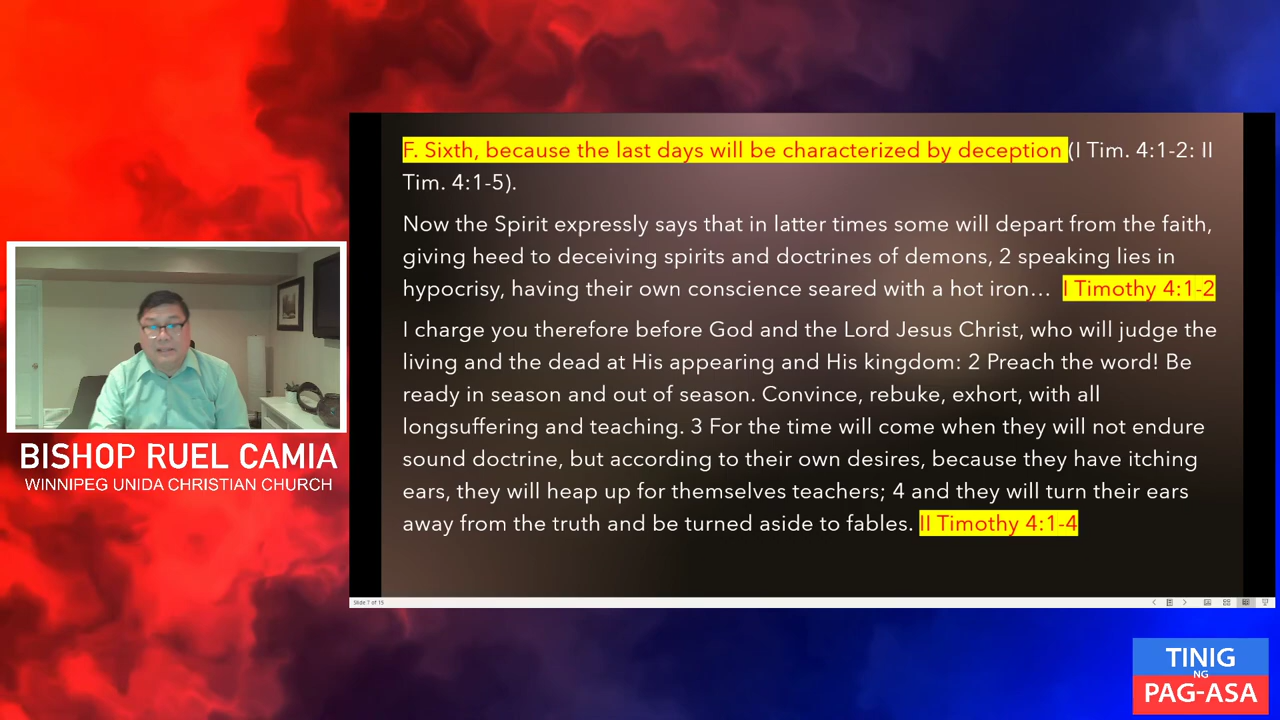 F. Sixth, because the last days will be characterized by deception (I Tim. 4:1-2: II
Tim. 4:1-5).
Now the Spirit expressly says that in latter times some will depart from the faith,
giving heed to deceiving spirits and doctrines of demons, 2 speaking lies in
hypocrisy, having their own conscience seared with a hot iron… I Timothy 4:1-2
I charge you therefore before God and the Lord Jesus Christ, who will judge the
living and the dead at His appearing and His kingdom: 2 Preach the word! Be
ready in season and out of season. Convince, rebuke, exhort, with all
longsuffering and teaching. 3 For the time will come when they will not endure
sound doctrine, but according to their own desires, because they have itching
ears, they will heap up for themselves teachers; 4 and they will turn their ears
away from the truth and be turned aside to fables. II Timothy 4:1-4
Slide 7 of 15
BISHOP RUEL CAMIA
WINNIPEG UNIDA CHRISTIAN CHURCH
TINIG
NG
PAG-ASA